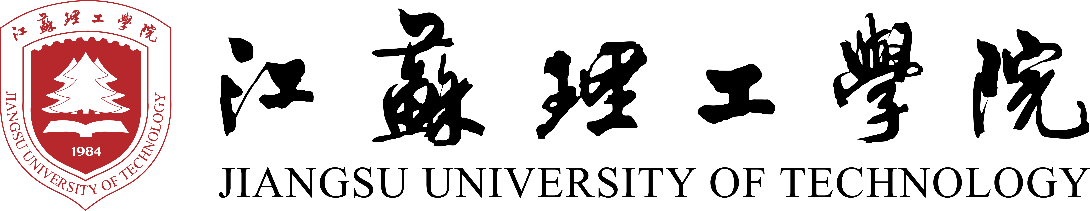 江蘇理工學院
JIANGSU UNIVERSITY OF TECHNOLOGY
1984
江蘇理工學院
JIANGSU UNIVERSITY OF TECHNOLOGY